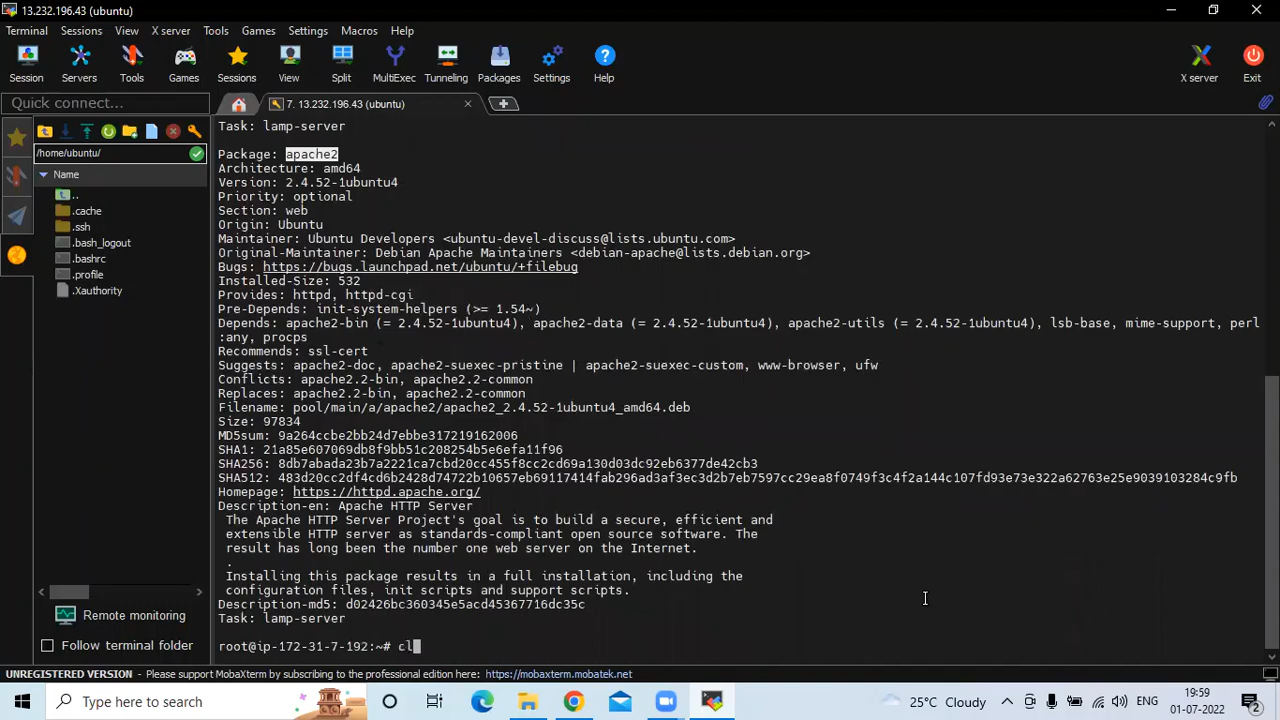 13.232.196.43 (ubuntu)
Terminal Sessions View X server Tools Games Settings Macros Help
Session Servers Tools Games Sessions View Split MultiExec Tunneling Packages Settings Help X server Exit
Quick connect...
7. 13.232.196.43 (ubuntu)
/home/ubuntu/
Name
..
.cache
.ssh
.bash_logout
.bashrc
.profile
.Xauthority
Remote monitoring
Follow terminal folder
Task: lamp-server
Package: apache2
Architecture: amd64
Version: 2.4.52-1ubuntu4
Priority: optional
Section: web
Origin: Ubuntu
Maintainer: Ubuntu Developers <ubuntu-devel-discuss@lists.ubuntu.com>
Original-Maintainer: Debian Apache Maintainers <debian-apache@lists.debian.org>
Bugs: https://bugs.launchpad.net/ubuntu/+filebug
Installed-Size: 532
Provides: httpd, httpd-cgi
Pre-Depends: init-system-helpers (>= 1.54~)
Depends: apache2-bin (= 2.4.52-1ubuntu4), apache2-data (= 2.4.52-1ubuntu4), apache2-utils (= 2.4.52-1ubuntu4), lsb-base, mime-support, perl
:any, procps
Recommends: ssl-cert
Suggests: apache2-doc, apache2-suexec-pristine | apache2-suexec-custom, www-browser, ufw
Conflicts: apache2.2-bin, apache2.2-common
Replaces: apache2.2-bin, apache2.2-common
Filename: pool/main/a/apache2/apache2_2.4.52-1ubuntu4_amd64.deb
Size: 97834
MD5sum: 9a264ccbe2bb24d7ebbe317219162006
SHA1: 21a85e607069db8f9bb51c208254b5e6efa11f96
SHA256: 8db7abada23b7a2221ca7cbd20cc455f8cc2cd69a130d03dc92eb6377de42cb3
SHA512: 483d20cc2df4cd6b2428d74722b10657eb69117414fab296ad3af3ec3d2b7eb7597cc29ea8f0749f3c4f2a144c107fd93e73e322a62763e25e9039103284c9fb
Homepage: https://httpd.apache.org/
Description-en: Apache HTTP Server
The Apache HTTP Server Project's goal is to build a secure, efficient and
extensible HTTP server as standards-compliant open source software. The
result has long been the number one web server on the Internet.
.
Installing this package results in a full installation, including the
configuration files, init scripts and support scripts.
Description-md5: d02426bc360345e5acd45367716dc35c
Task: lamp-server
root@ip-172-31-7-192:~# cl
UNREGISTERED VERSION - Please support MobaXterm by subscribing to the professional edition here: https://mobaxterm.mobatek.net
Type here to search
25°C Cloudy
ENG
19:59
01-07-2022
2